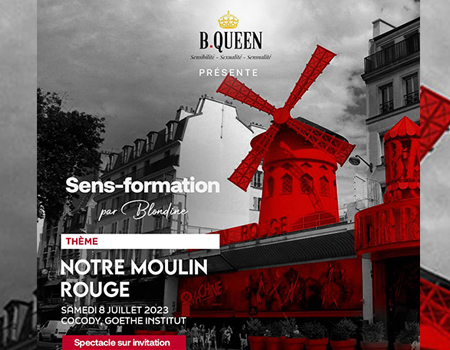 B.QUEEN
Sensibilité - Sexualité - Sensualité
PRÉSENTE
Sens-formation
par Blondine
THÈME
NOTRE MOULIN
ROUGE
SAMEDI 8 JUILLET 2023
COCODY, GOETHE INSTITUT
Spectacle sur invitation
ROUGE